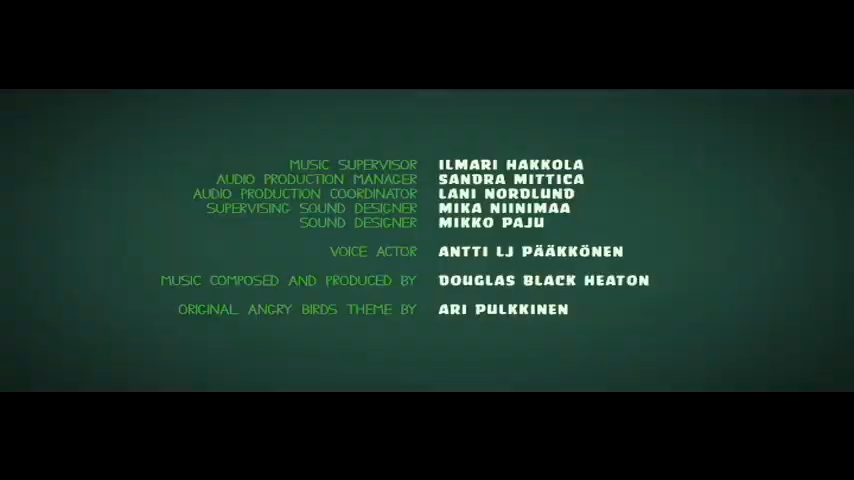 MUSIC SUPERVISOR ILMARI HAKKOLA
AUDIO PRODUCTION MANAGER SANDRA MITTICA
AUDIO PRODUCTION COORDINATOR LANI NORDLUND
SUPERVISING SOUND DESIGNER MIKA NIINIMAA
SOUND DESIGNER MIKKO PAJU
VOICE ACTOR ANTTI LJ PÄÄKKÖNEN
MUSIC COMPOSED AND PRODUCED BY DOUGLAS BLACK HEATON
ORIGINAL ANGRY BIRDS THEME BY ARI PULKKINEN